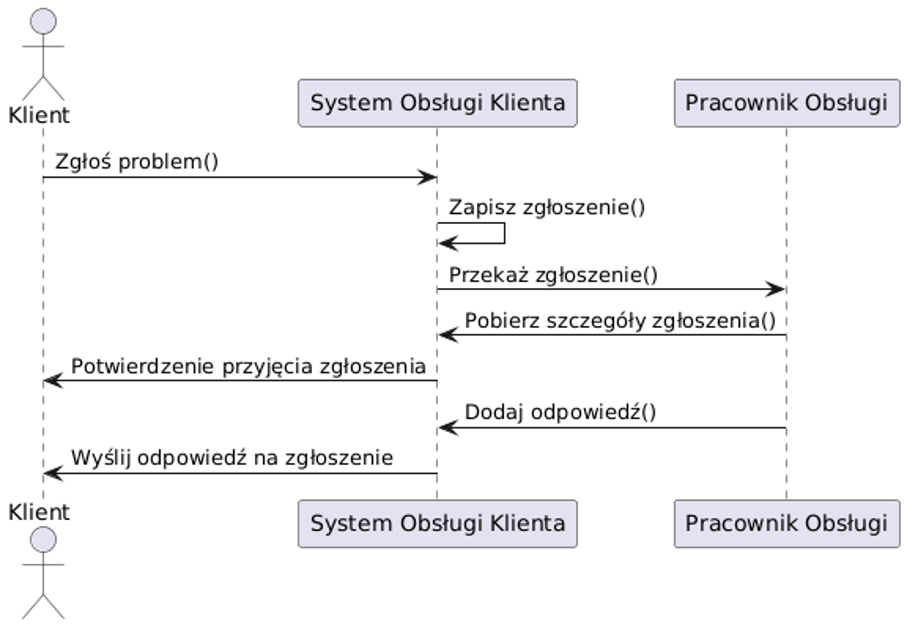 Klient
System Obsługi Klienta
Pracownik Obsługi
Zgłoś problem()
Zapisz zgłoszenie()
Przekaż zgłoszenie()
Pobierz szczegóły zgłoszenia()
Potwierdzenie przyjęcia zgłoszenia
Dodaj odpowiedź()
Wyślij odpowiedź na zgłoszenie
Klient
System Obsługi Klienta
Pracownik Obsługi